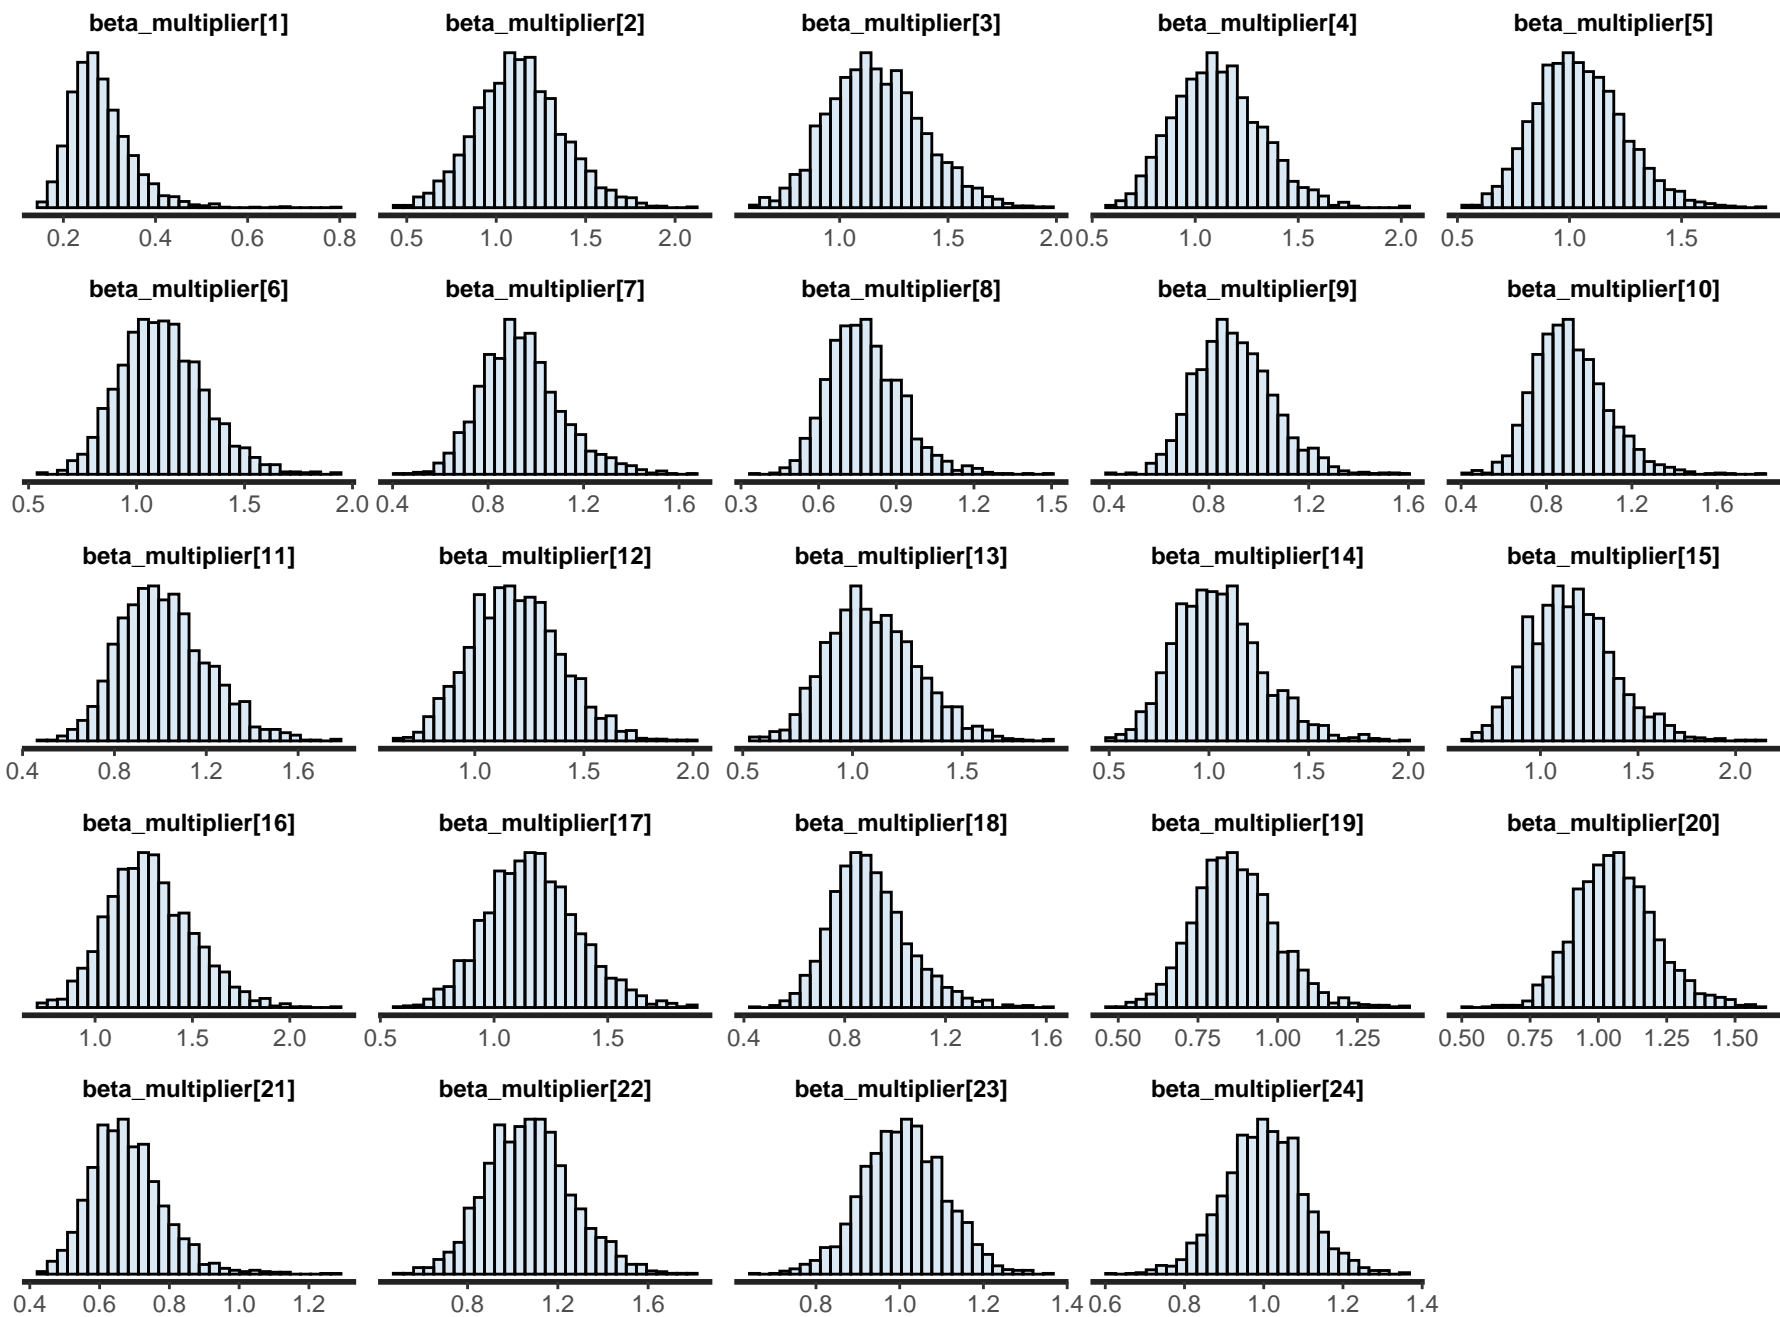 beta_multiplier[1] beta_multiplier[2] beta_multiplier[3] beta_multiplier[4] beta_multiplier[5]
0.2 0.4 0.6 0.8 0.5 1.0 1.5 2.0 1.0 1.5 2.0 0.5 1.0 1.5 2.0 0.5 1.0 1.5
beta_multiplier[6] beta_multiplier[7] beta_multiplier[8] beta_multiplier[9] beta_multiplier[10]
0.5 1.0 1.5 2.0 0.4 0.8 1.2 1.6 0.3 0.6 0.9 1.2 1.5 0.4 0.8 1.2 1.6 0.4 0.8 1.2 1.6
beta_multiplier[11] beta_multiplier[12] beta_multiplier[13] beta_multiplier[14] beta_multiplier[15]
0.4 0.8 1.2 1.6 1.0 1.5 2.0 0.5 1.0 1.5 0.5 1.0 1.5 2.0 1.0 1.5 2.0
beta_multiplier[16] beta_multiplier[17] beta_multiplier[18] beta_multiplier[19] beta_multiplier[20]
1.0 1.5 2.0 0.5 1.0 1.5 0.4 0.8 1.2 1.6 0.50 0.75 1.00 1.25 0.50 0.75 1.00 1.25 1.50
beta_multiplier[21] beta_multiplier[22] beta_multiplier[23] beta_multiplier[24]
0.4 0.6 0.8 1.0 1.2 0.8 1.2 1.6 0.8 1.0 1.2 1.4 0.6 0.8 1.0 1.2 1.4